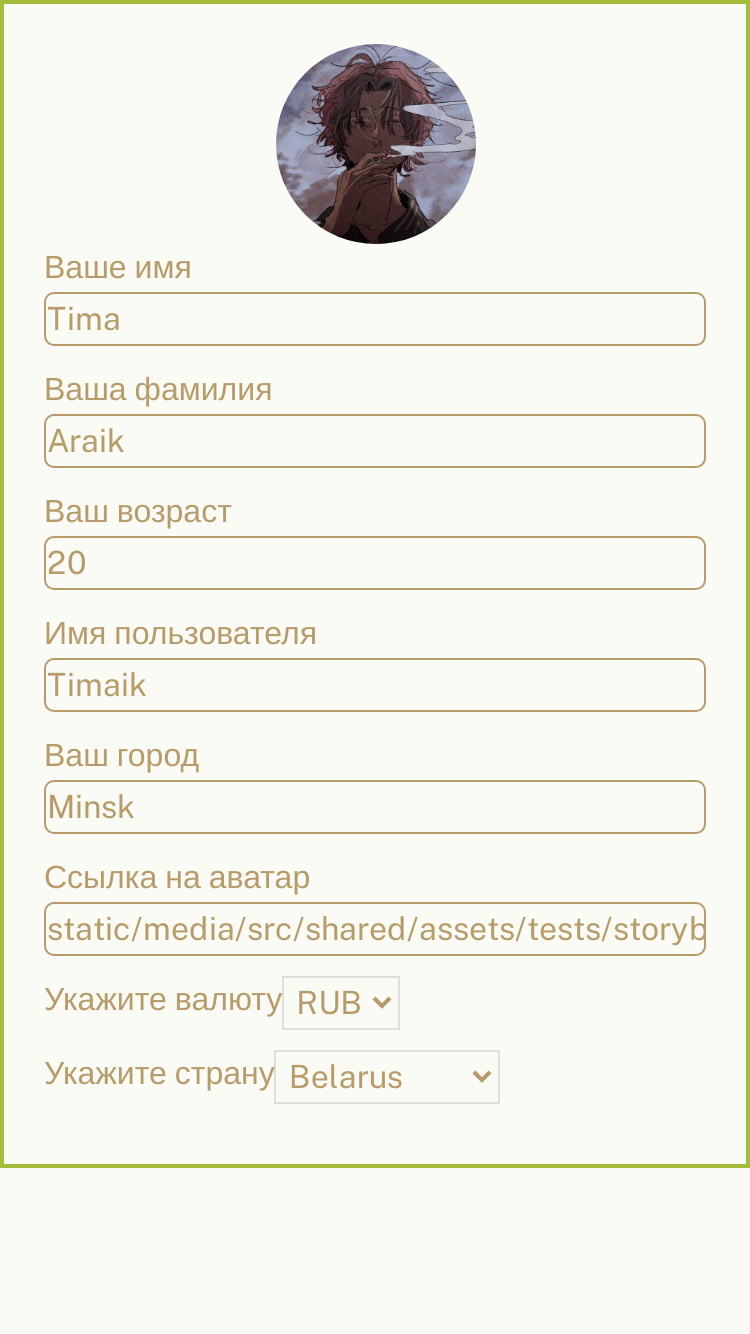 Ваше имя
Tima
Ваша фамилия
Araik
Ваш возраст
20
Имя пользователя
Timaik
Ваш город
Minsk
Ссылка на аватар
static/media/src/shared/assets/tests/storyb
Укажите валюту RUB
Укажите страну Belarus